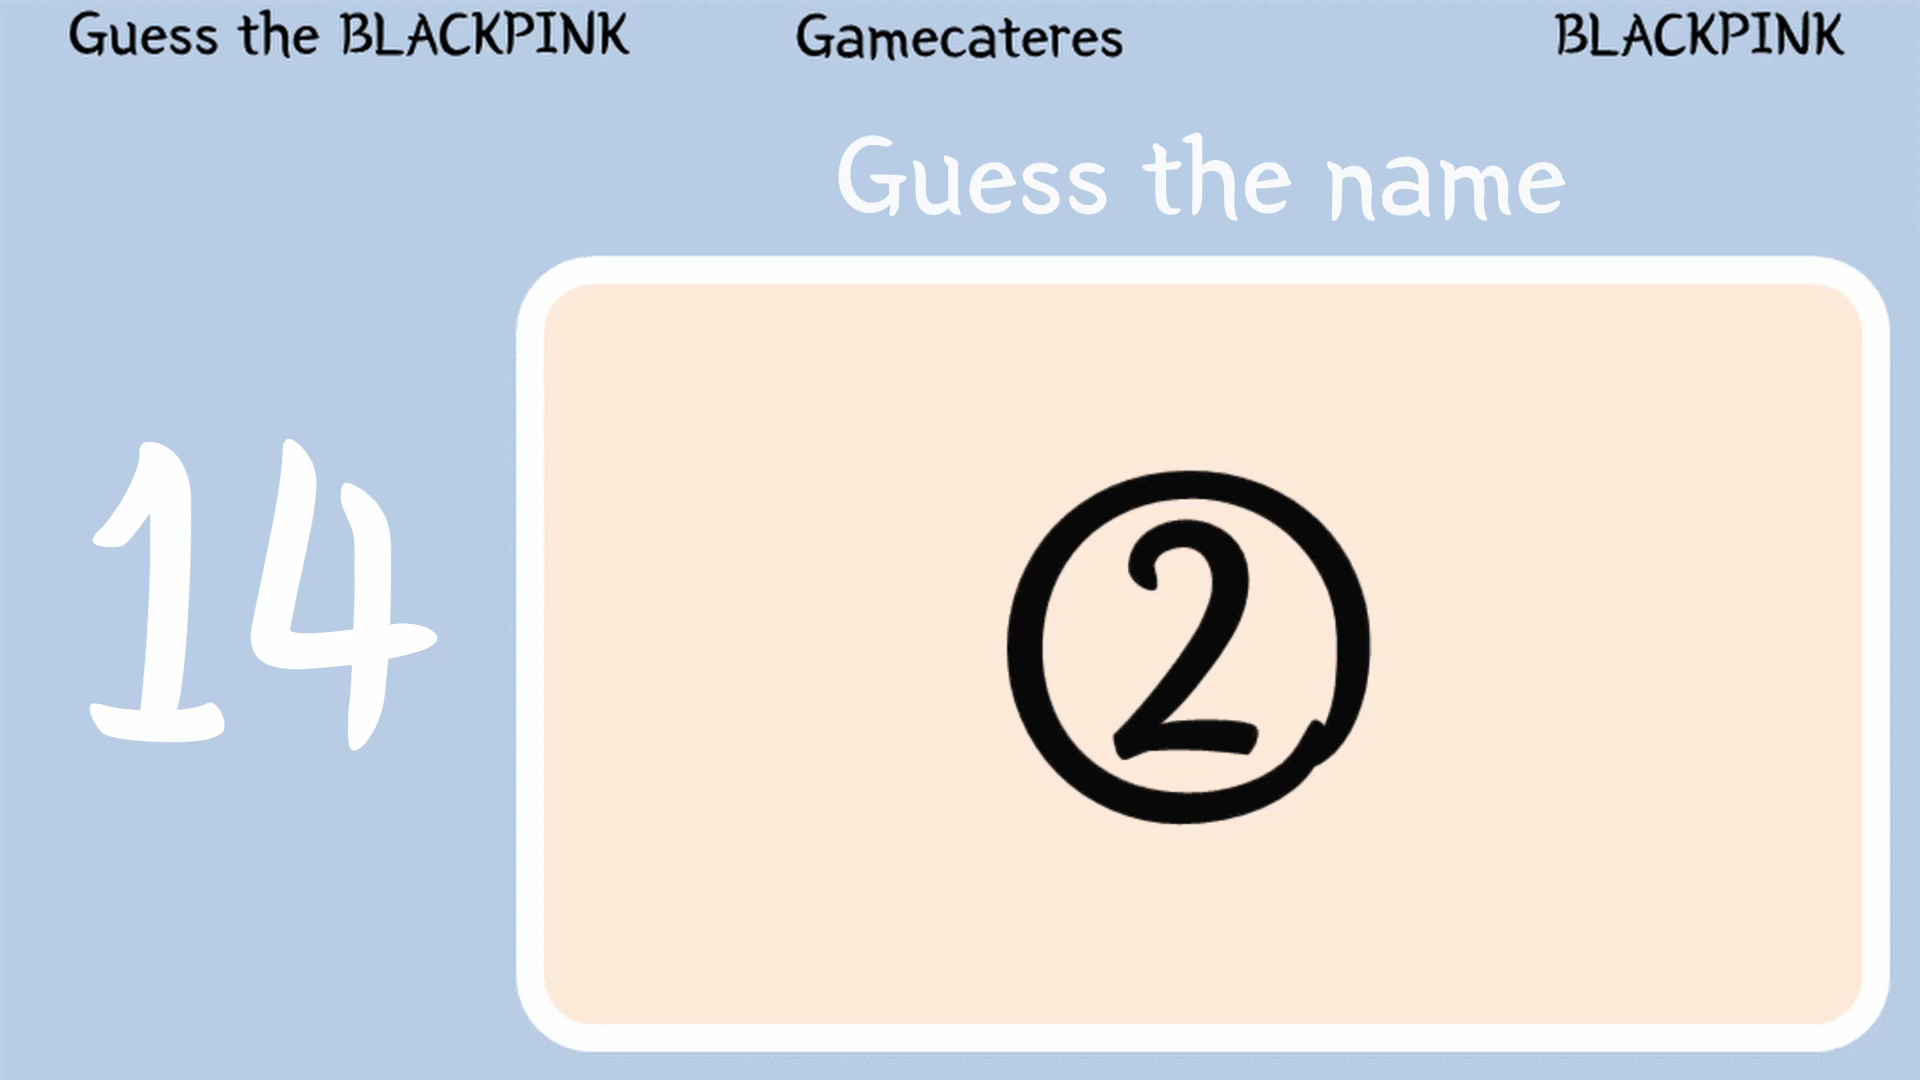 Guess the BLACKPINK
Gamecateres
BLACKPINK
Guess the name
14
2